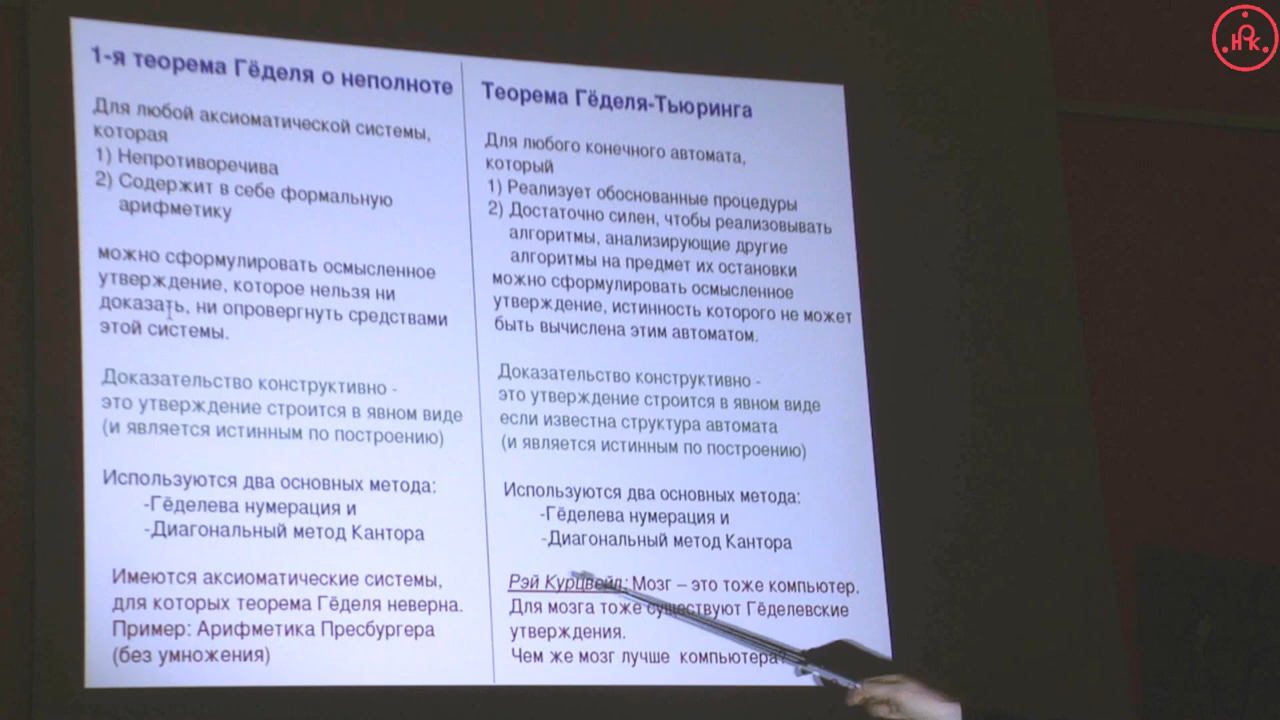 1-я теорема Гёделя о неполноте
Для любой аксиоматической системы,
которая
1) Непротиворечива
2) Содержит в себе формальную
арифметику
можно сформулировать осмысленное
утверждение, которое нельзя ни
доказать, ни опровергнуть средствами
этой системы.
Доказательство конструктивно -
это утверждение строится в явном виде
(и является истинным по построению)
Используются два основных метода:
-Гёделева нумерация и
-Диагональный метод Кантора
Имеются аксиоматические системы,
для которых теорема Гёделя неверна.
Пример: Арифметика Пресбургера
(без умножения)
Теорема Гёделя-Тьюринга
Для любого конечного автомата,
который
1) Реализует обоснованные процедуры
2) Достаточно силен, чтобы реализовывать
алгоритмы, анализирующие другие
алгоритмы на предмет их остановки
можно сформулировать осмысленное
утверждение, истинность которого не может
быть вычислена этим автоматом.
Доказательство конструктивно -
это утверждение строится в явном виде
если известна структура автомата
(и является истинным по построению)
Используются два основных метода:
-Гёделева нумерация и
-Диагональный метод Кантора
Рэй Курцвейл: Мозг – это тоже компьютер.
Для мозга тоже существуют Гёделевские
утверждения.
Чем же мозг лучше компьютера?
НРК